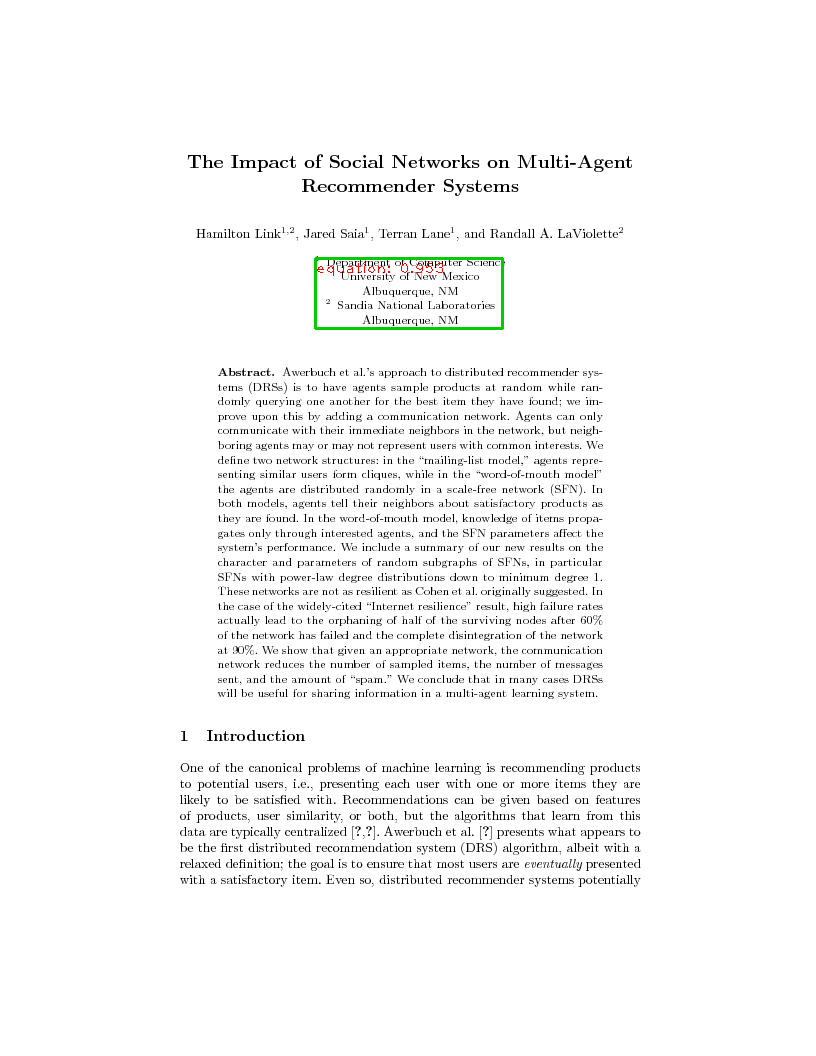 The Impact of Social Networks on Multi-Agent
Recommender Systems
Hamilton Link1,2, Jared Saia1, Terran Lane1, and Randall A. LaViolette2
1 Department of Computer Science
equation: 0.953
University of New Mexico
Albuquerque, NM
2 Sandia National Laboratories
Albuquerque, NM
Abstract. Awerbuch et al.'s approach to distributed recommender sys-
tems (DRSs) is to have agents sample products at random while ran-
domly querying one another for the best item they have found; we im-
prove upon this by adding a communication network. Agents can only
communicate with their immediate neighbors in the network, but neigh-
boring agents may or may not represent users with common interests. We
define two network structures: in the “mailing-list model,” agents repre-
senting similar users form cliques, while in the “word-of-mouth model”
the agents are distributed randomly in a scale-free network (SFN). In
both models, agents tell their neighbors about satisfactory products as
they are found. In the word-of-mouth model, knowledge of items propa-
gates only through interested agents, and the SFN parameters affect the
system's performance. We include a summary of our new results on the
character and parameters of random subgraphs of SFNs, in particular
SFNs with power-law degree distributions down to minimum degree 1.
These networks are not as resilient as Cohen et al. originally suggested. In
the case of the widely-cited “Internet resilience” result, high failure rates
actually lead to the orphaning of half of the surviving nodes after 60%
of the network has failed and the complete disintegration of the network
at 90%. We show that given an appropriate network, the communication
network reduces the number of sampled items, the number of messages
sent, and the amount of “spam.” We conclude that in many cases DRSs
will be useful for sharing information in a multi-agent learning system.
1 Introduction
One of the canonical problems of machine learning is recommending products
to potential users, i.e., presenting each user with one or more items they are
likely to be satisfied with. Recommendations can be given based on features
of products, user similarity, or both, but the algorithms that learn from this
data are typically centralized [?,?]. Awerbuch et al. [?] presents what appears to
be the first distributed recommendation system (DRS) algorithm, albeit with a
relaxed definition; the goal is to ensure that most users are eventually presented
with a satisfactory item. Even so, distributed recommender systems potentially